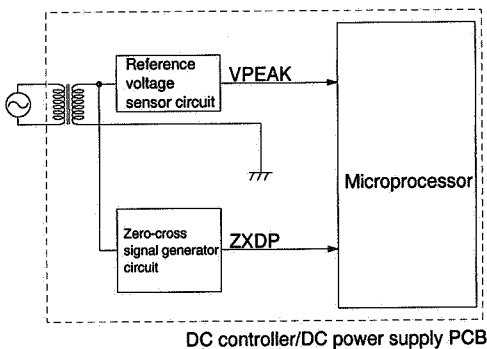 Reference
voltage
sensor circuit
VPEAK
Microprocessor
Zero-cross
signal generator
circuit
ZXDP
DC controller/DC power supply PCB